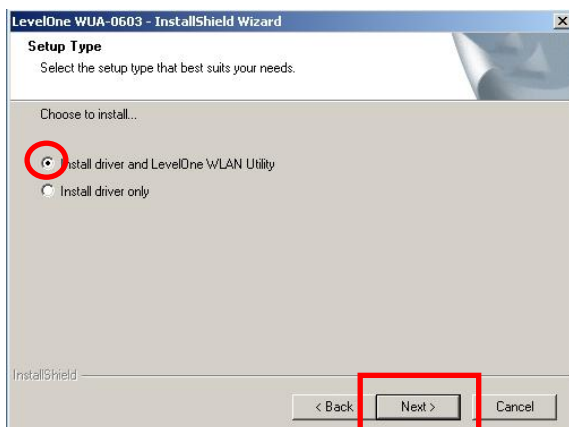 LevelOne WUA-0603 - InstallShield Wizard
Setup Type
Select the setup type that best suits your needs.
Choose to install...
Install driver and LevelOne WLAN Utility
Install driver only
InstallShield
< Back Next > Cancel